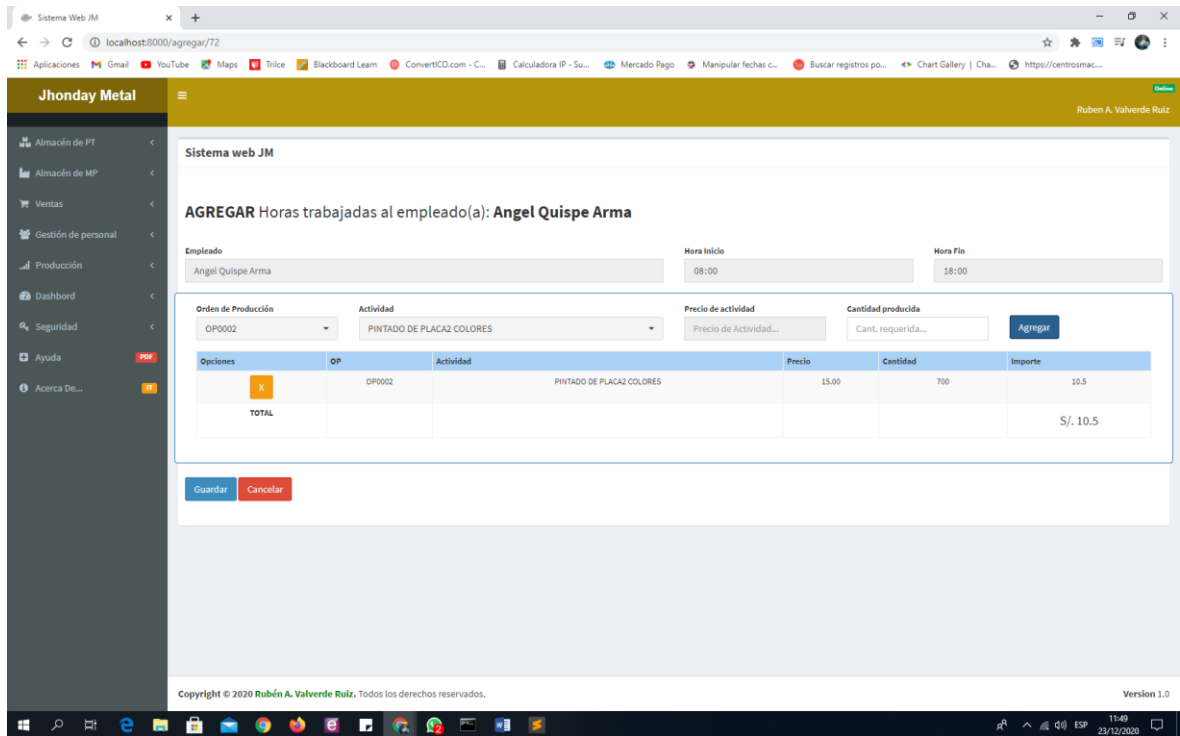 Sistema Web JM
localhost:8000/agregar/72
Aplicaciones Gmail YouTube Maps Trilce Blackboard Learn ConvertICO.com - C... Calculadora IP - Su... Mercado Pago Manipular fechas c... Buscar registros po... Chart Gallery | Cha... https://centrosmac....
Jhonday Metal
Online
Ruben A. Valverde Ruiz
Almacén de PT
Almacén de MP
Ventas
Gestión de personal
Producción
Dashbord
Seguridad
Ayuda PDF
Acerca De... IT
Sistema web JM
AGREGAR Horas trabajadas al empleado(a): Angel Quispe Arma
Empleado Hora Inicio Hora Fin
Angel Quispe Arma 08:00 18:00
Orden de Producción Actividad Precio de actividad Cantidad producida
OP0002 PINTADO DE PLACA2 COLORES Precio de Actividad... Cant. requerida... Agregar
Opciones OP Actividad Precio Cantidad Importe
X OP0002 PINTADO DE PLACA2 COLORES 15.00 700 10.5
TOTAL S/. 10.5
Guardar Cancelar
Copyright © 2020 Rubén A. Valverde Ruiz. Todos los derechos reservados. Version 1.0
ESP 11:49
23/12/2020